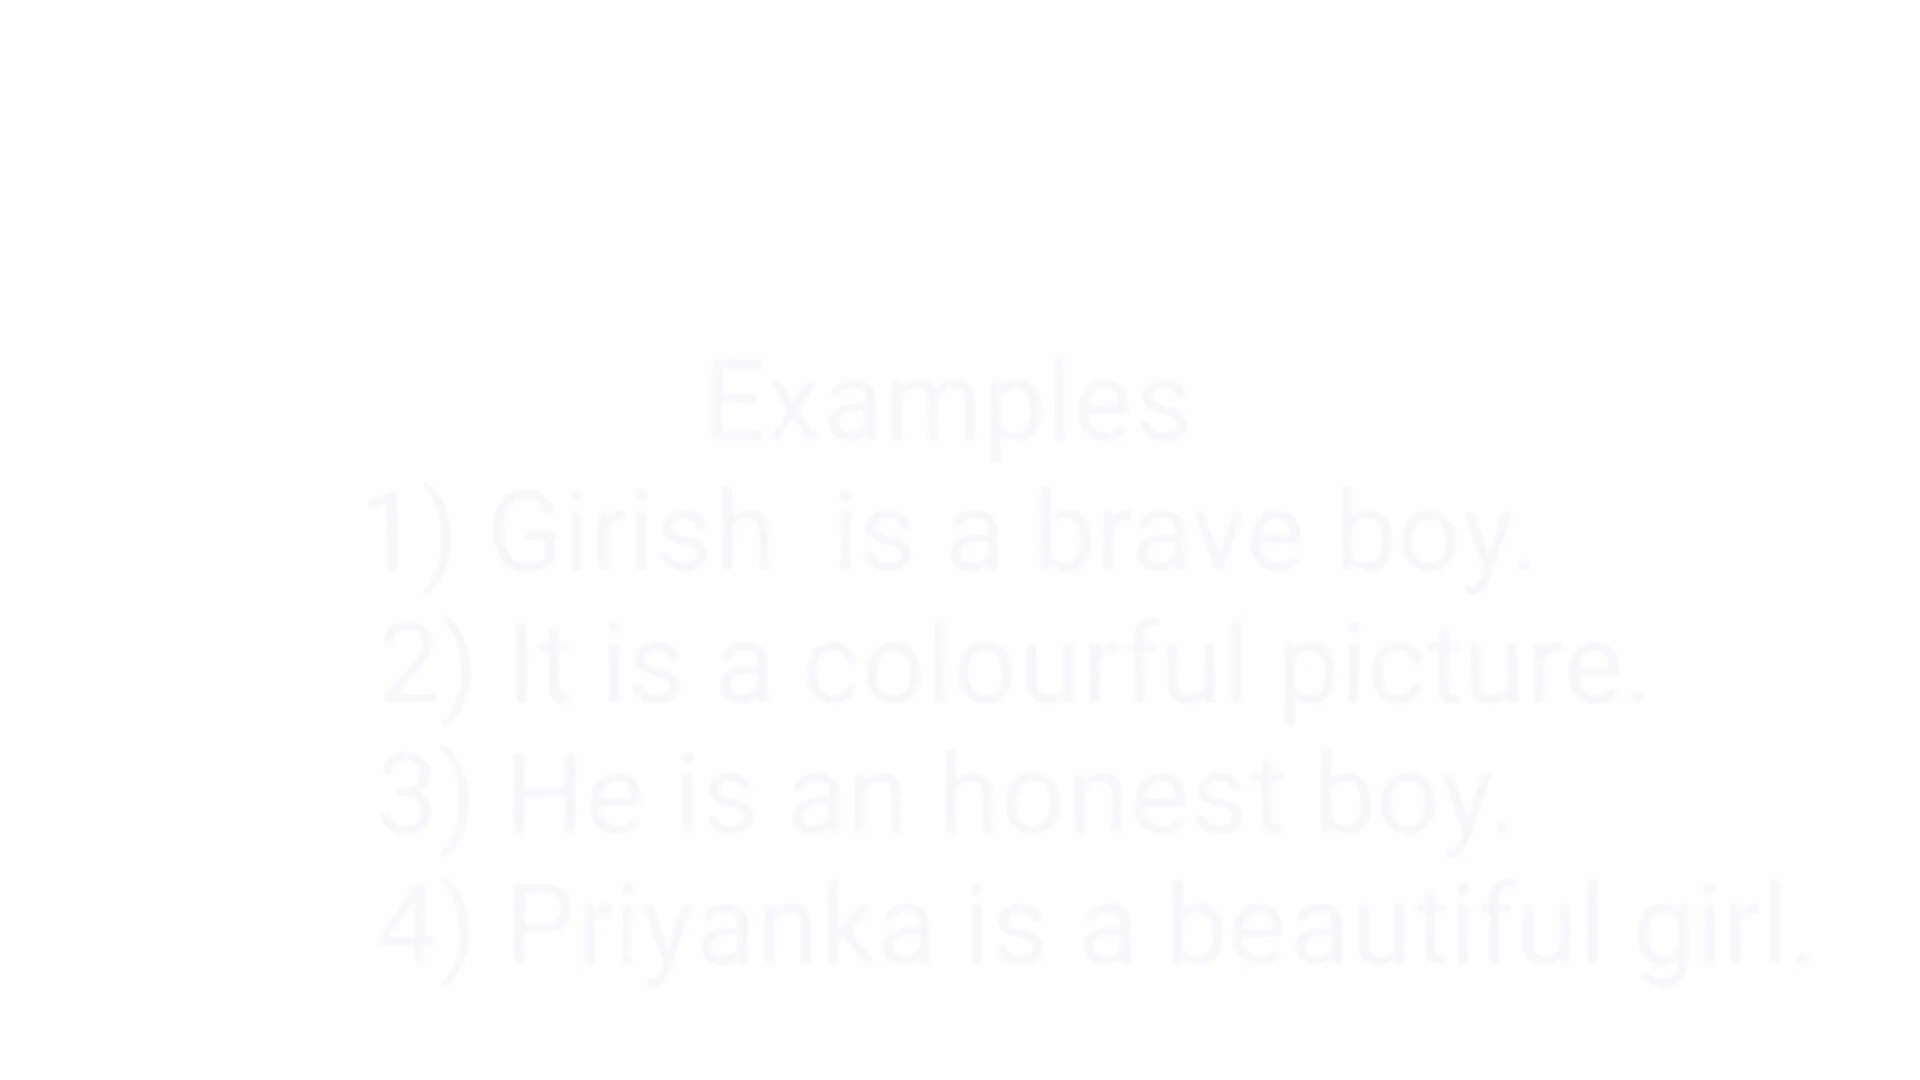 Examples
1) Girish  is a brave boy.
2) It is a colourful picture.
3) He is an honest boy.
4) Priyanka is a beautiful girl.